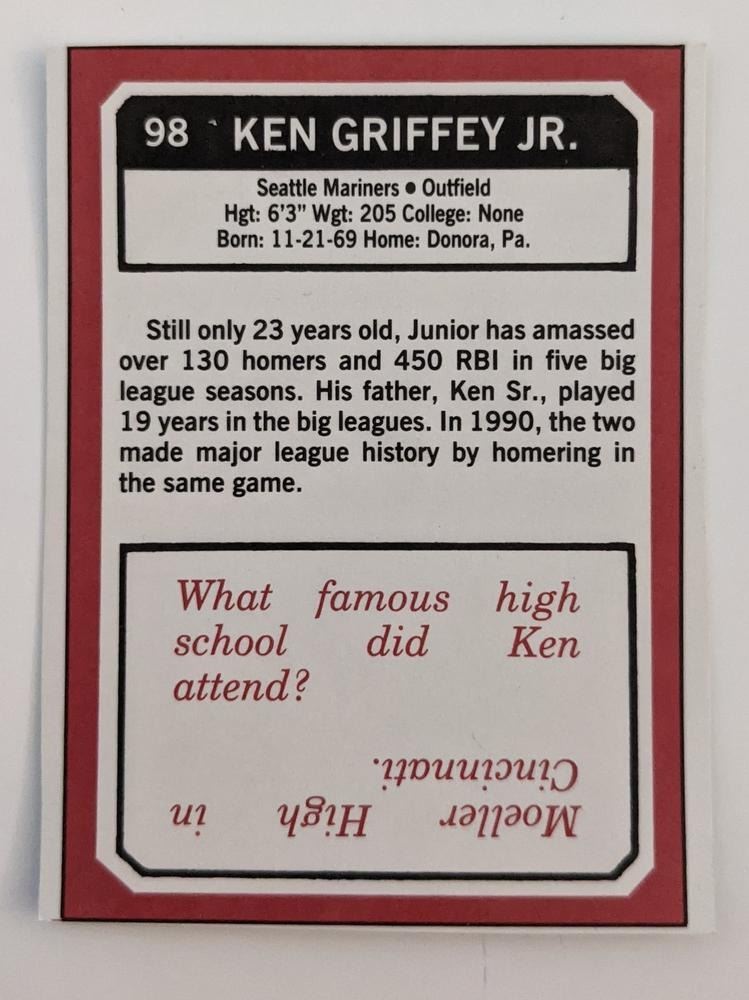 98 KEN GRIFFEY JR.
Seattle Mariners ● Outfield
Hgt: 6'3" Wgt: 205 College: None
Born: 11-21-69 Home: Donora, Pa.
Still only 23 years old, Junior has amassed
over 130 homers and 450 RBI in five big
league seasons. His father, Ken Sr., played
19 years in the big leagues. In 1990, the two
made major league history by homering in
the same game.
What famous high
school did Ken
attend?
Moeller High in
Cincinnati.